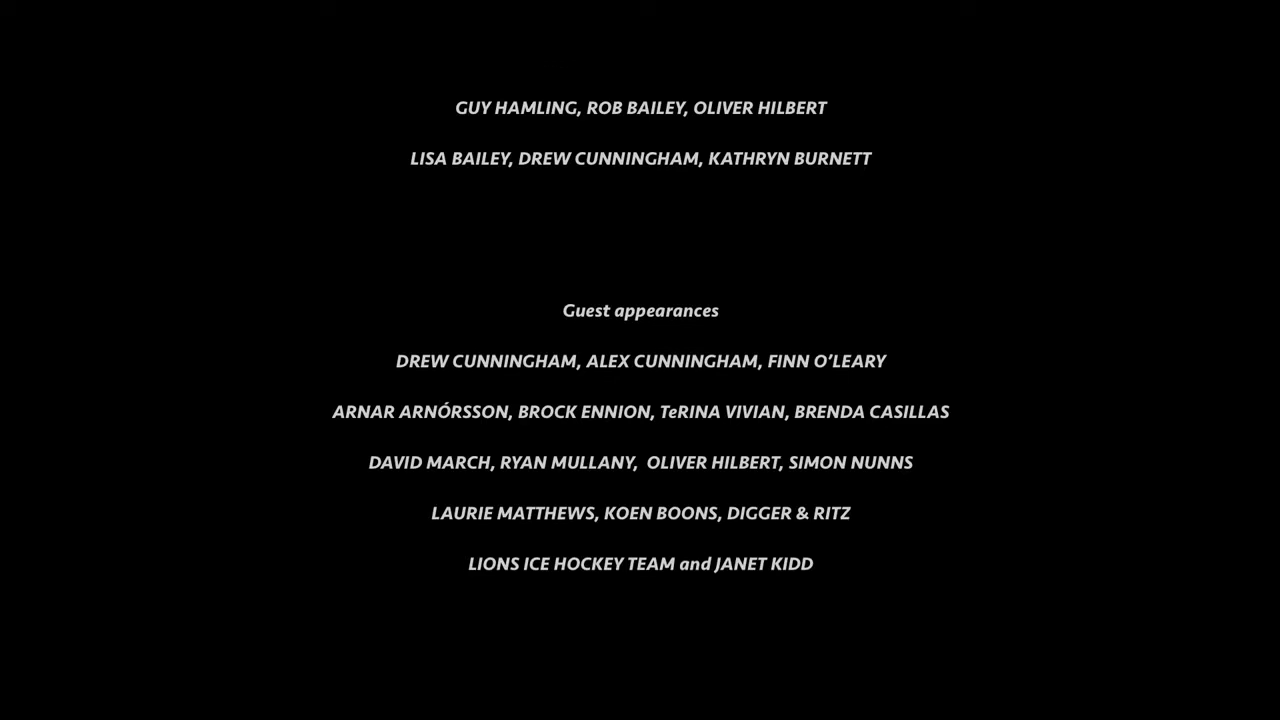 GUY HAMLING, ROB BAILEY, OLIVER HILBERT
LISA BAILEY, DREW CUNNINGHAM, KATHRYN BURNETT
Guest appearances
DREW CUNNINGHAM, ALEX CUNNINGHAM, FINN O’LEARY
ARNAR ARNÓRSSON, BROCK ENNION, TeRINA VIVIAN, BRENDA CASILLAS
DAVID MARCH, RYAN MULLANY, OLIVER HILBERT, SIMON NUNNS
LAURIE MATTHEWS, KOEN BOONS, DIGGER & RITZ
LIONS ICE HOCKEY TEAM and JANET KIDD